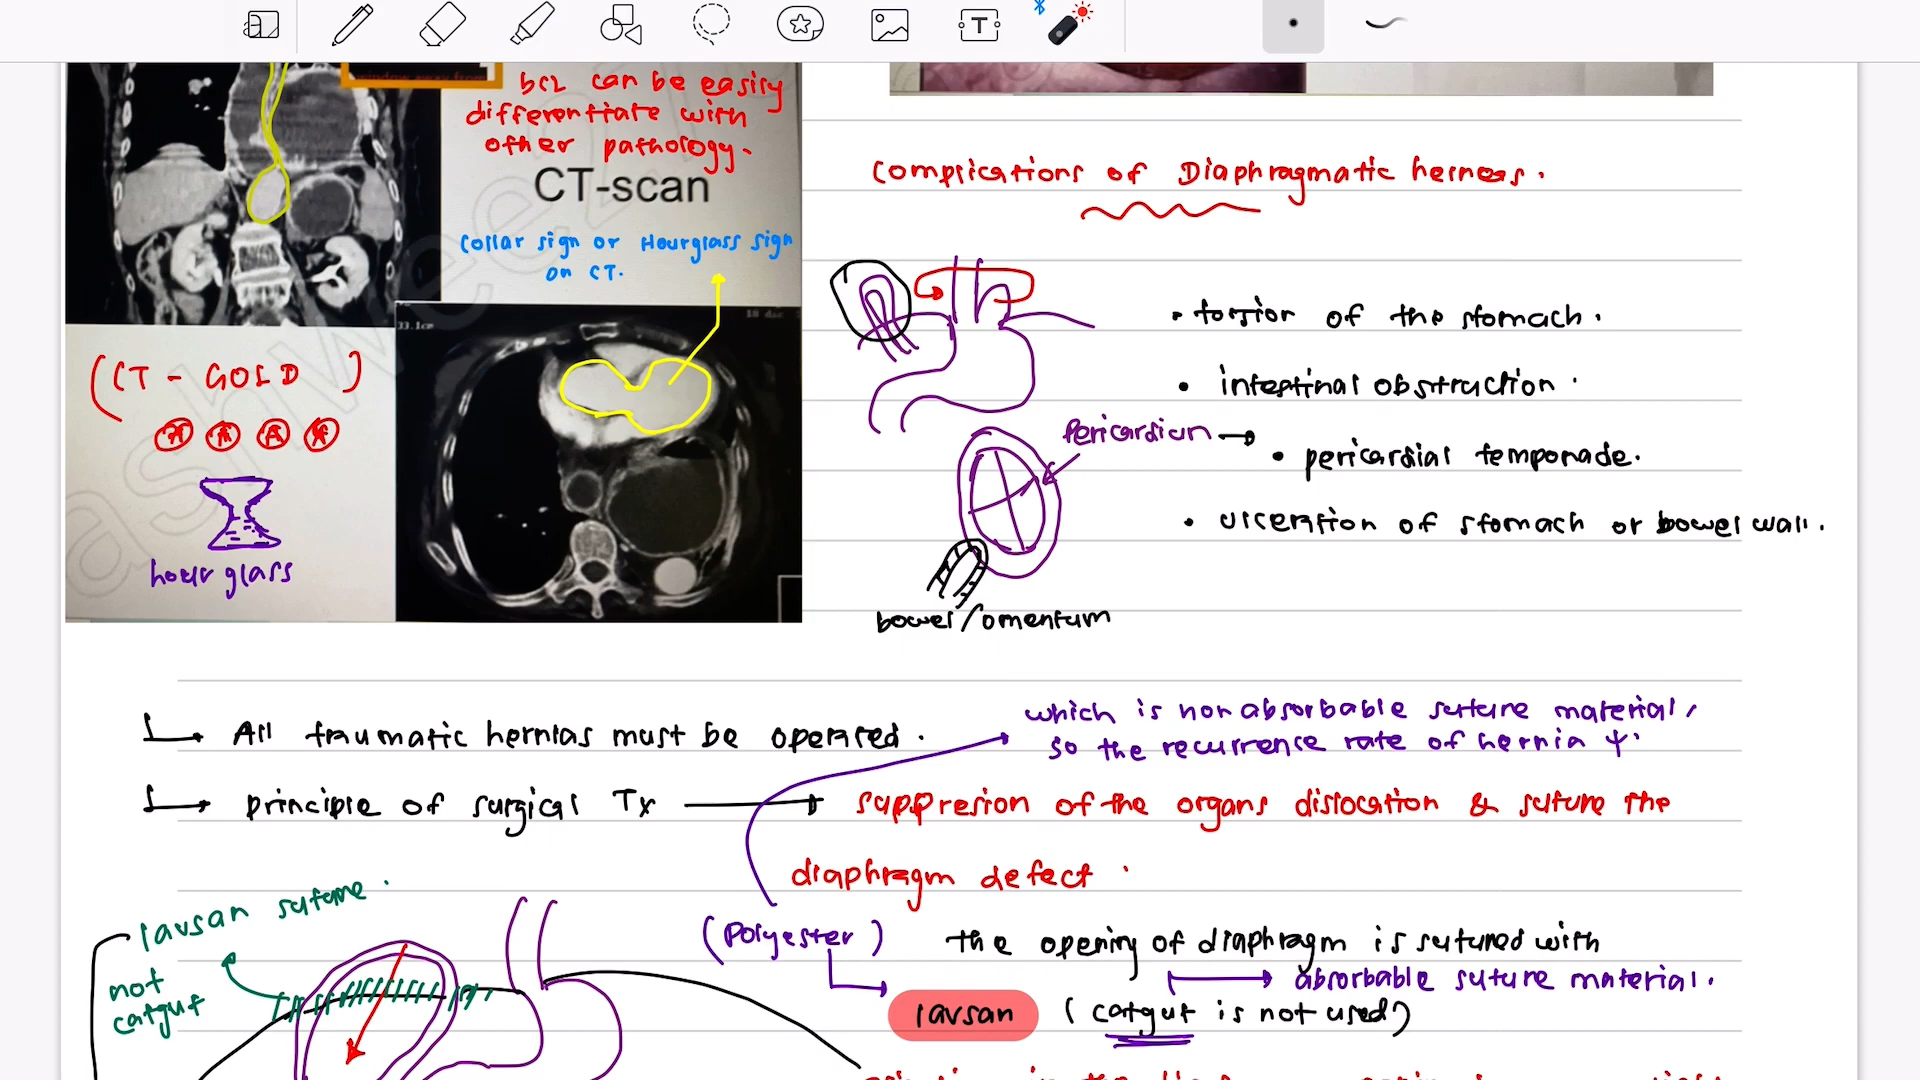 bcz can be easily
differentiate with
other pathology.
CT-scan
Collar sign or Hourglass sign
on CT.
33.1cm
(CT - GOLD)
hour glass
Complications of Diaphragmatic hernias.
• torsion of the stomach.
• intestinal obstruction.
Pericardium →
• pericardial temponade.
• ulceration of stomach or bowel wall.
bowel/omentum
↳ All traumatic hernias must be operated.
which is non absorbable suture material,
so the recurrence rate of hernia ↓.
↳ principle of surgical Tx → suppresion of the organs dislocation & suture the
diaphragm defect.
lavsan suture.
not
catgut
(polyester)
the opening of diaphragm is sutured with
absorbable suture material.
lavsan (catgut is not used)